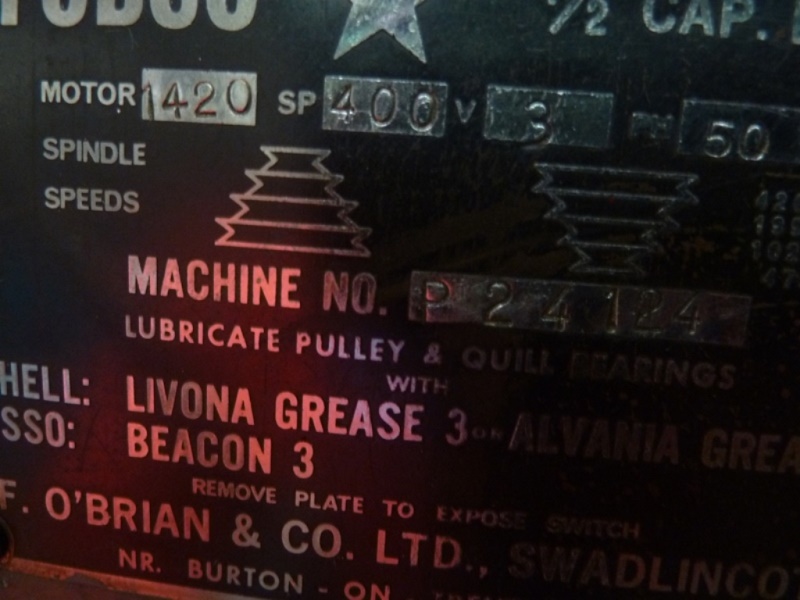 ½ CAP.
MOTOR 1420 SP 400 V 3 PH 50
SPINDLE
SPEEDS
MACHINE NO. P 24124
LUBRICATE PULLEY & QUILL BEARINGS
WITH
HELL: LIVONA GREASE 3 OR ALVANIA GREA
SSO: BEACON 3
REMOVE PLATE TO EXPOSE SWITCH
F. O'BRIAN & CO. LTD., SWADLINCO
NR. BURTON - ON -